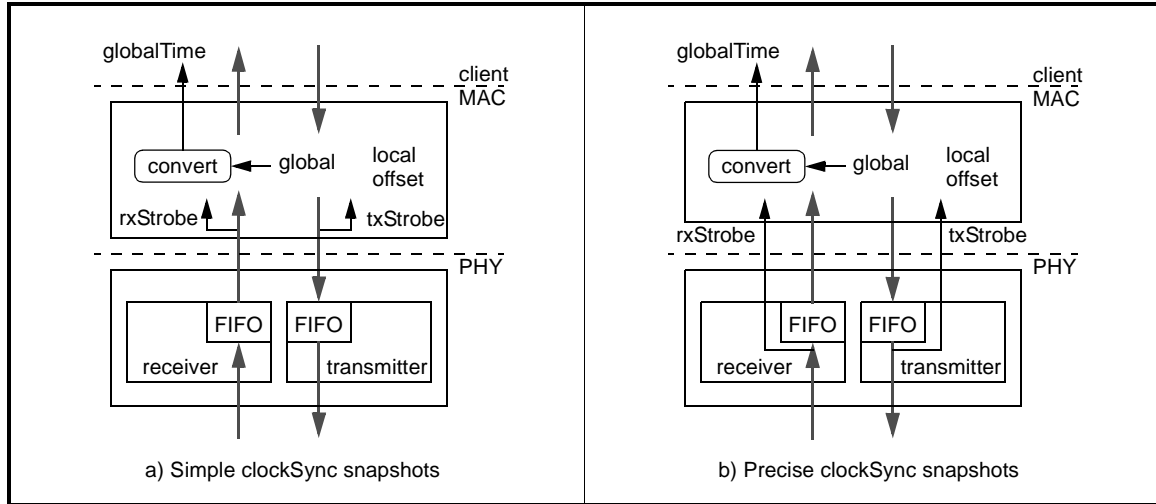 globalTime
client
MAC
convert
global
local
offset
rxStrobe
txStrobe
PHY
FIFO
FIFO
receiver
transmitter
a) Simple clockSync snapshots
globalTime
client
MAC
convert
global
local
offset
rxStrobe
txStrobe
PHY
FIFO
FIFO
receiver
transmitter
b) Precise clockSync snapshots